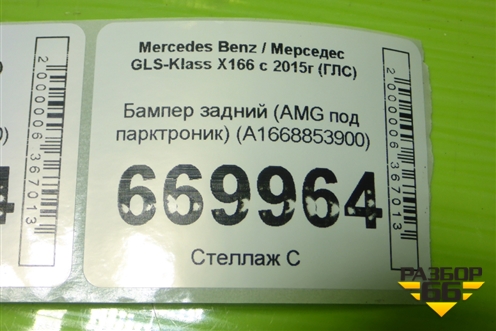 Mercedes Benz / Мерседес
GLS-Klass X166 с 2015г (ГЛС)
Бампер задний (AMG под
парктроник) (A1668853900)
669964
Стеллаж С
2000006367013
2000006367013
РАЗБОР
66